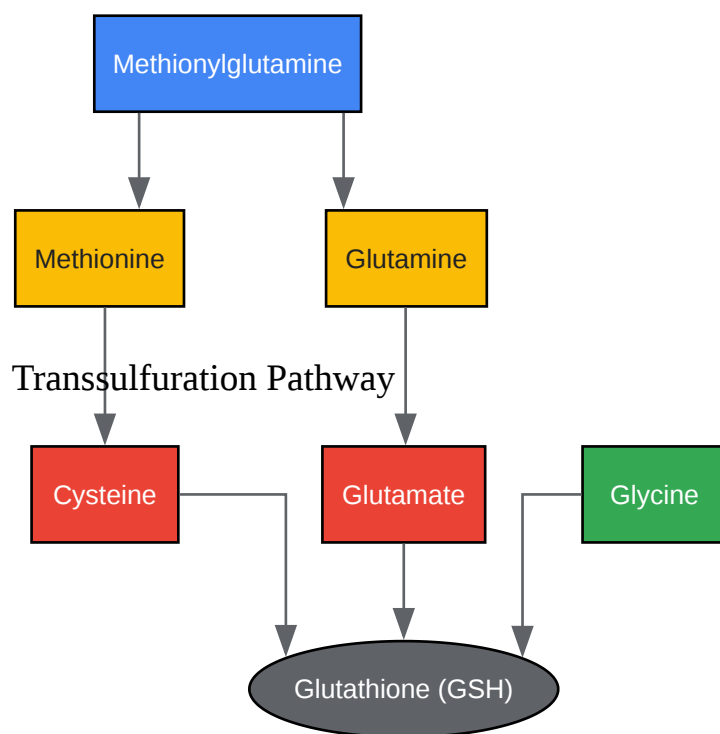 Methionylglutamine
Methionine
Glutamine
Transsulfuration Pathway
Cysteine
Glutamate
Glycine
Glutathione (GSH)